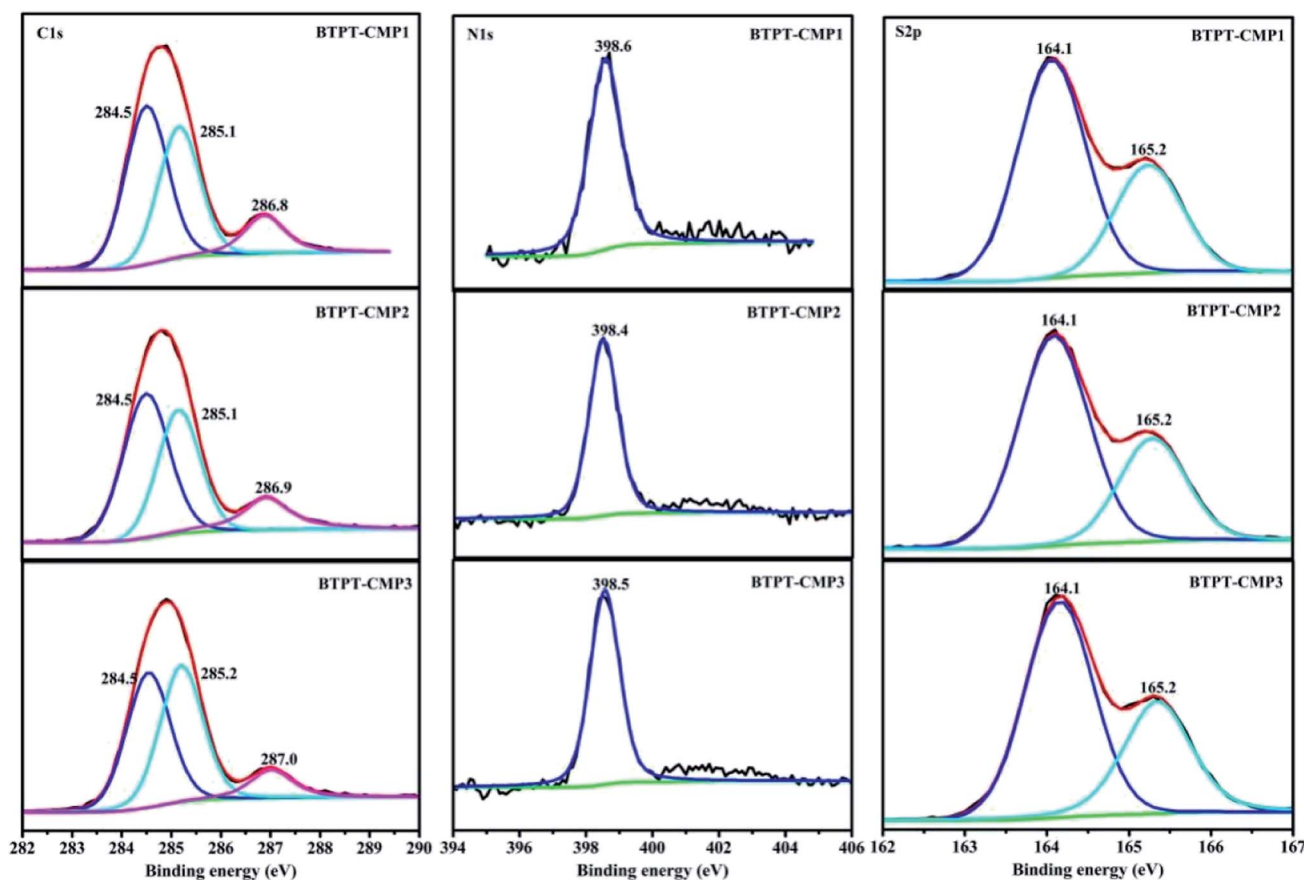 C1s
BTPT-CMP1
284.5
285.1
286.8
BTPT-CMP2
284.5
285.1
286.9
BTPT-CMP3
284.5
285.2
287.0
282 283 284 285 286 287 288 289 290
Binding energy (eV)
N1s
BTPT-CMP1
398.6
BTPT-CMP2
398.4
BTPT-CMP3
398.5
394 396 398 400 402 404 406
Binding energy (eV)
S2p
BTPT-CMP1
164.1
165.2
BTPT-CMP2
164.1
165.2
BTPT-CMP3
164.1
165.2
162 163 164 165 166 167
Binding energy (eV)